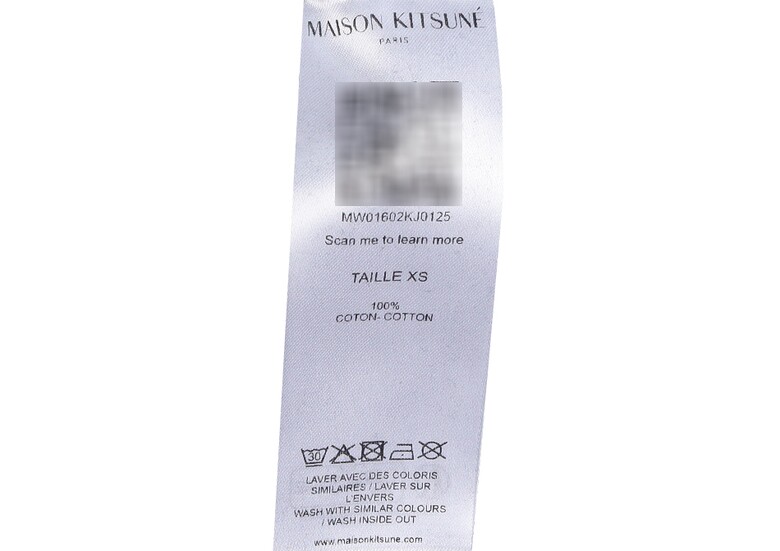 MAISON KITSUNÉ
PARIS
MW01602KJ0125
Scan me to learn more
TAILLE XS
100%
COTON- COTTON
30
LAVER AVEC DES COLORIS
SIMILAIRES / LAVER SUR
L'ENVERS
WASH WITH SIMILAR COLOURS
/ WASH INSIDE OUT
www.maisonkitsune.com